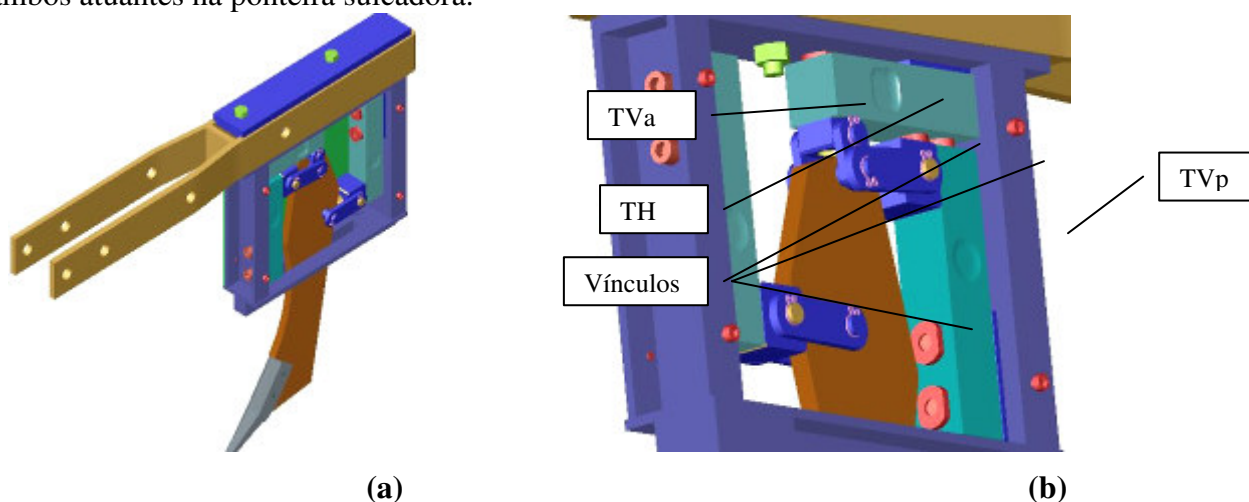 ambos atuantes na ponteira sulcadora.
TVa
TH
Vínculos
TVp
(a)
(b)